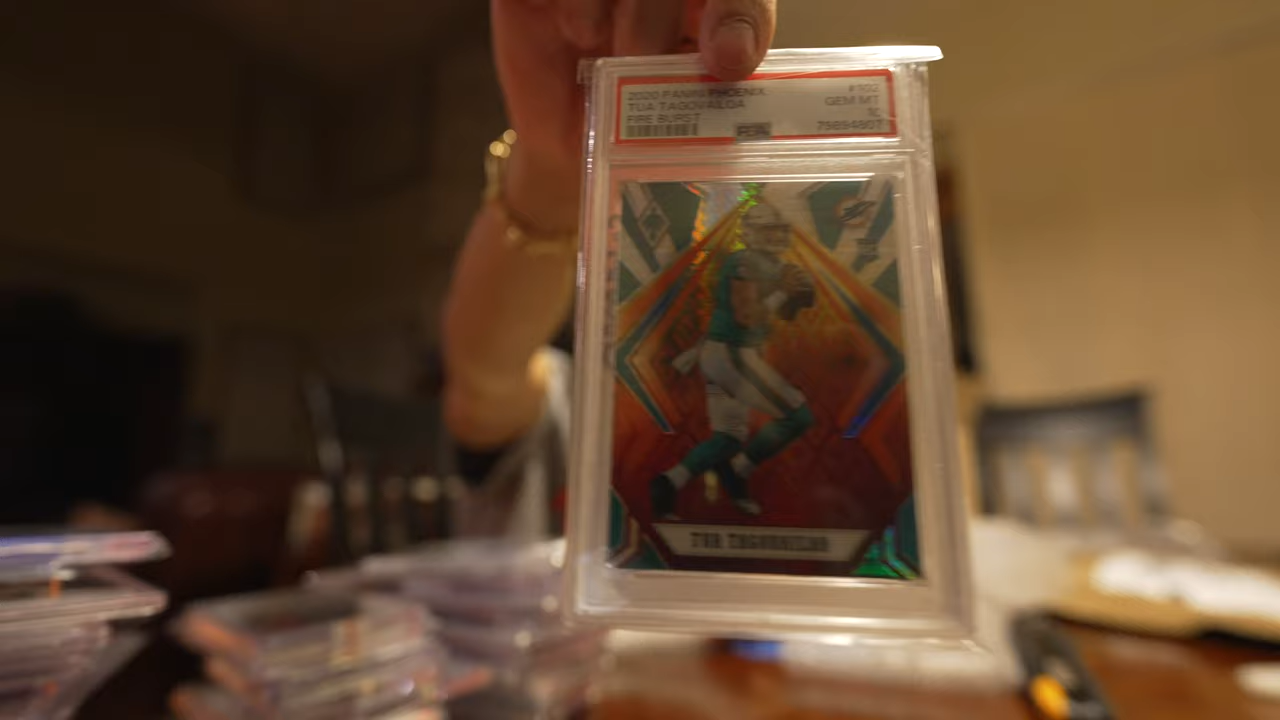 2020 PANINI PHOENIX
#102
TUA TAGOVAILOA
GEM MT
FIRE BURST
10
PSA
79894807
TUA TAGOVAILOA